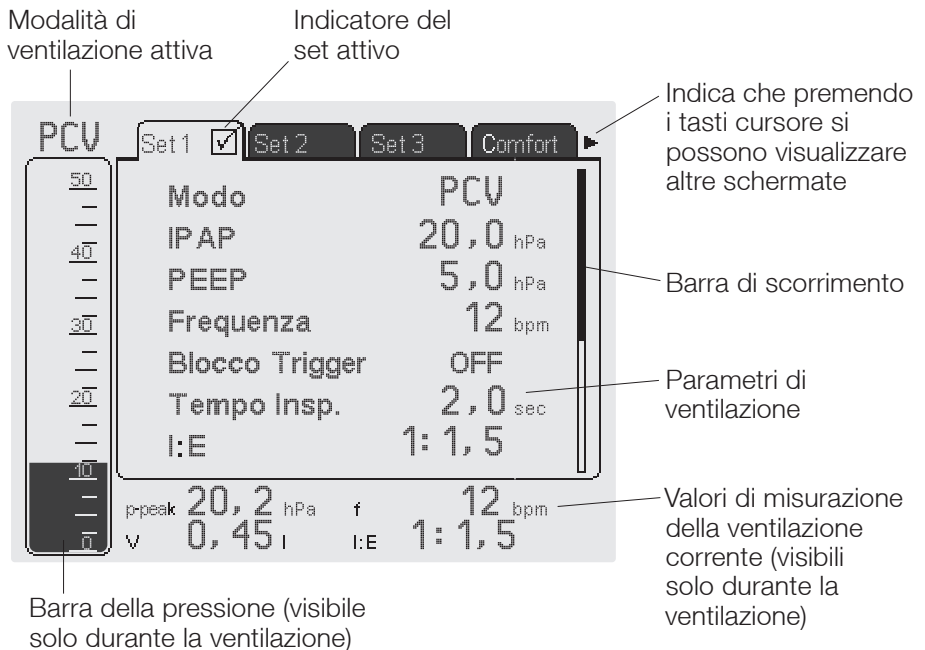 Modalità di
ventilazione attiva
Indicatore del
set attivo
Indica che premendo
i tasti cursore si
possono visualizzare
altre schermate
PCV
Set 1 Set 2 Set 3 Comfort
50
40
30
20
10
0
Modo PCV
IPAP 20,0 hPa
PEEP 5,0 hPa
Frequenza 12 bpm
Blocco Trigger OFF
Tempo Insp. 2,0 sec
I:E 1:1,5
Barra di scorrimento
Parametri di
ventilazione
p-peak 20,2 hPa f 12 bpm
V 0,45 l I:E 1:1,5
Valori di misurazione
della ventilazione
corrente (visibili
solo durante la
ventilazione)
Barra della pressione (visibile
solo durante la ventilazione)